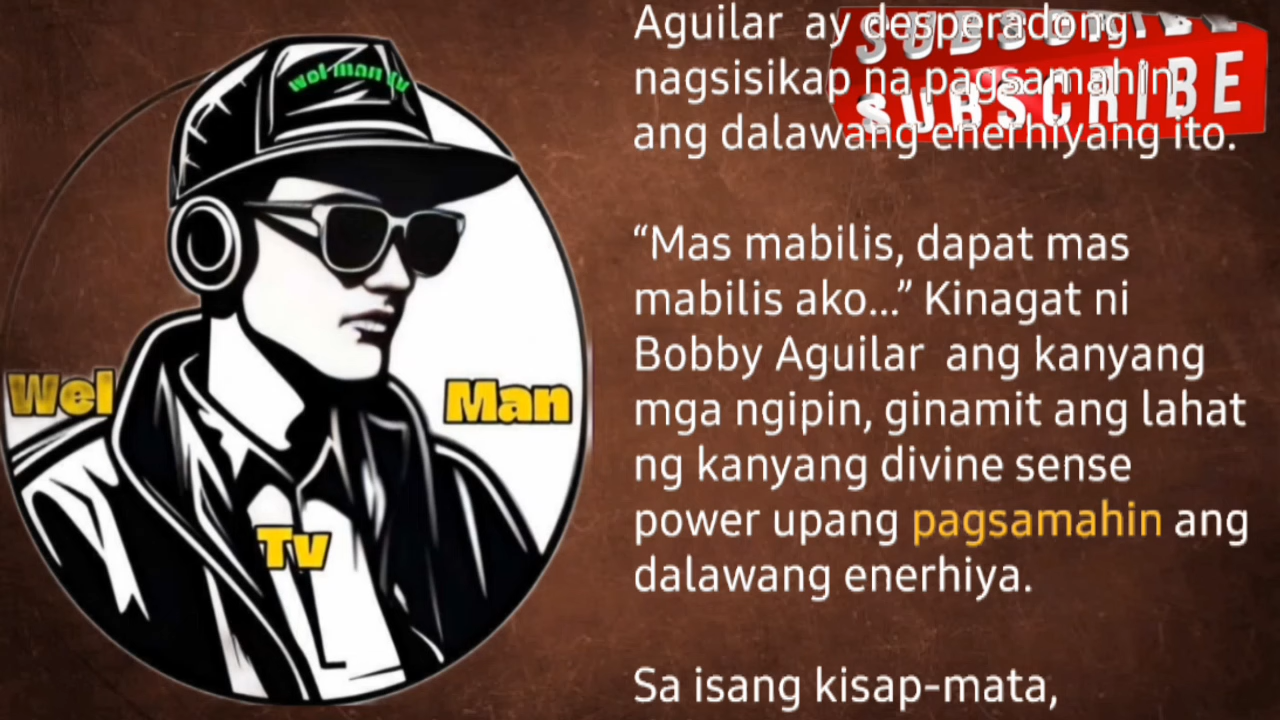 wel man tv
Wel
Man
Tv
SUBSCRIBE
SUBSCRIBE
Aguilar ay desperadong
nagsisikap na pagsamahin
ang dalawang enerhiyang ito.
“Mas mabilis, dapat mas
mabilis ako...” Kinagat ni
Bobby Aguilar ang kanyang
mga ngipin, ginamit ang lahat
ng kanyang divine sense
power upang pagsamahin ang
dalawang enerhiya.
Sa isang kisap-mata,